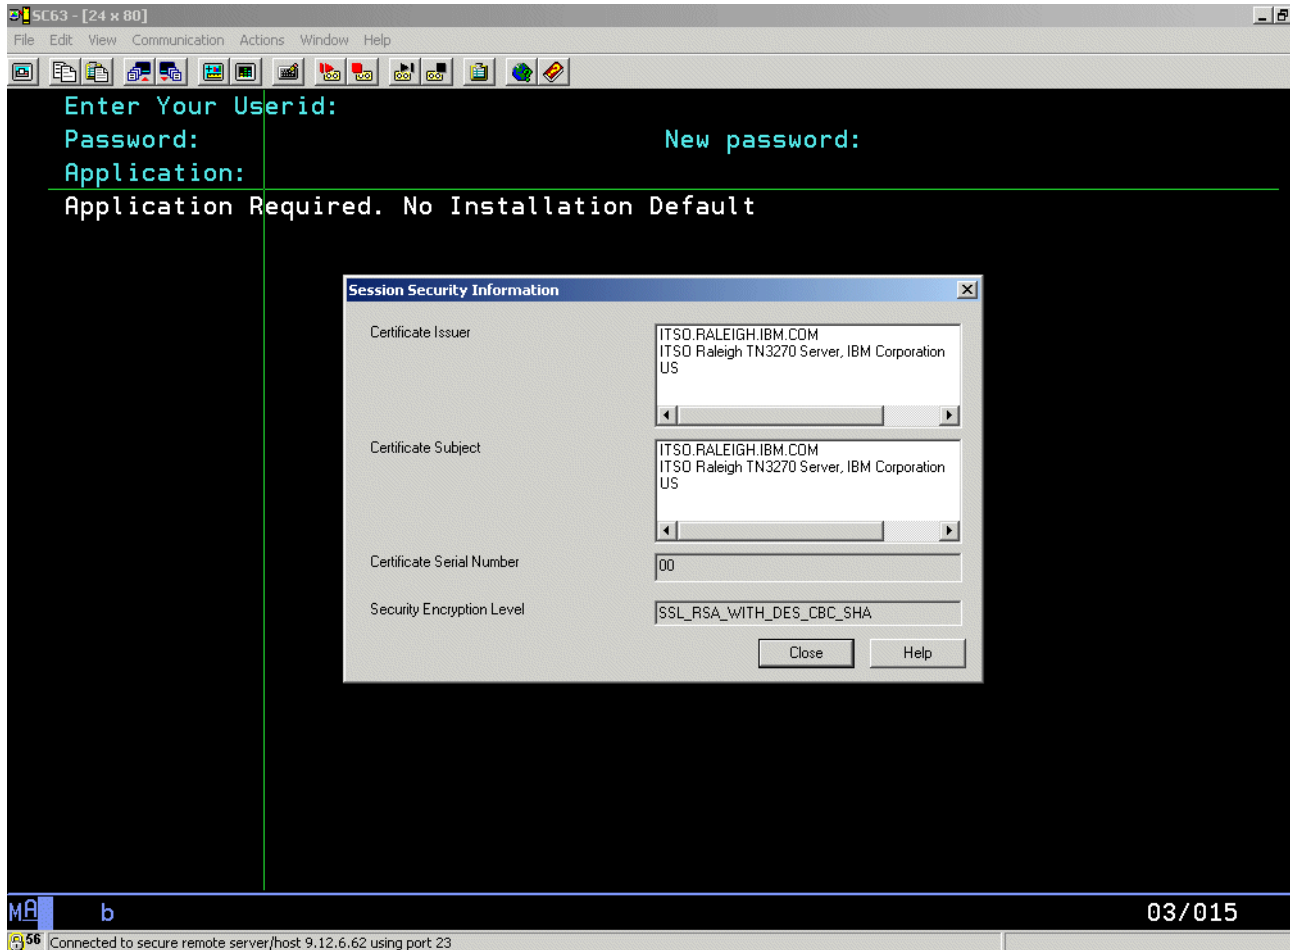 SC63 - [24 x 80]
File Edit View Communication Actions Window Help
Enter Your Userid:
Password: New password:
Application:
Application Required. No Installation Default
Session Security Information
Certificate Issuer
ITSO.RALEIGH.IBM.COM
ITSO Raleigh TN3270 Server, IBM Corporation
US
Certificate Subject
ITSO.RALEIGH.IBM.COM
ITSO Raleigh TN3270 Server, IBM Corporation
US
Certificate Serial Number
00
Security Encryption Level
SSL_RSA_WITH_DES_CBC_SHA
Close Help
MA b 03/015
56 Connected to secure remote server/host 9.12.6.62 using port 23